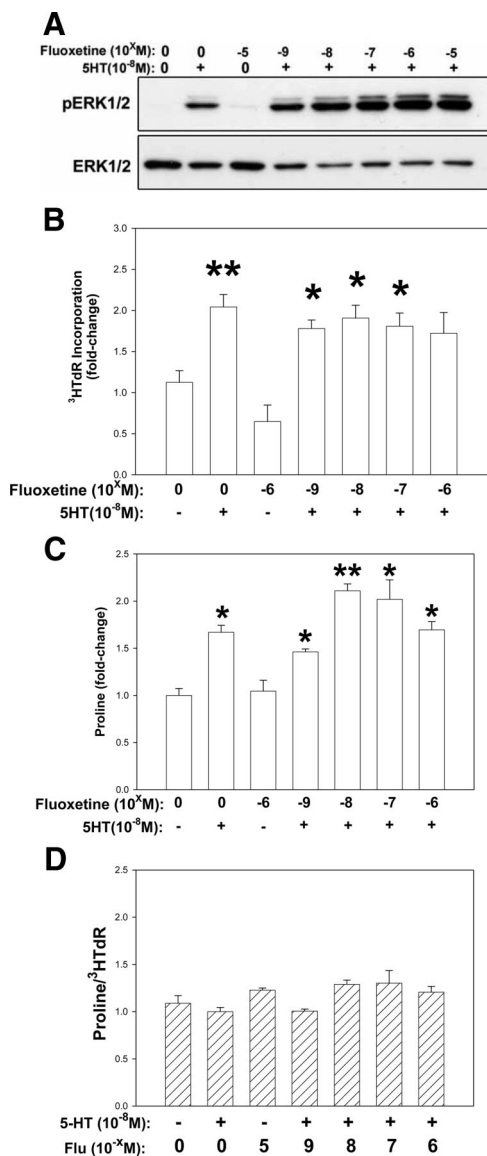 A
Fluoxetine (10ˣM): 0 0 -5 -9 -8 -7 -6 -5
5HT(10⁻⁸M): 0 + 0 + + + + +
pERK1/2
ERK1/2
B
³HTdR Incorporation
(fold-change)
3.0
2.5
2.0
1.5
1.0
0.5
0.0
** * * *
Fluoxetine (10ˣM): 0 0 -6 -9 -8 -7 -6
5HT(10⁻⁸M): - + - + + + +
C
Proline (fold-change)
2.5
2.0
1.5
1.0
0.5
0.0
* * ** * *
Fluoxetine (10ˣM): 0 0 -6 -9 -8 -7 -6
5HT(10⁻⁸M): - + - + + + +
D
Proline/³HTdR
2.5
2.0
1.5
1.0
0.5
0.0
5-HT (10⁻⁸M) - + - + + + +
Flu (10⁻ˣM) 0 0 5 9 8 7 6